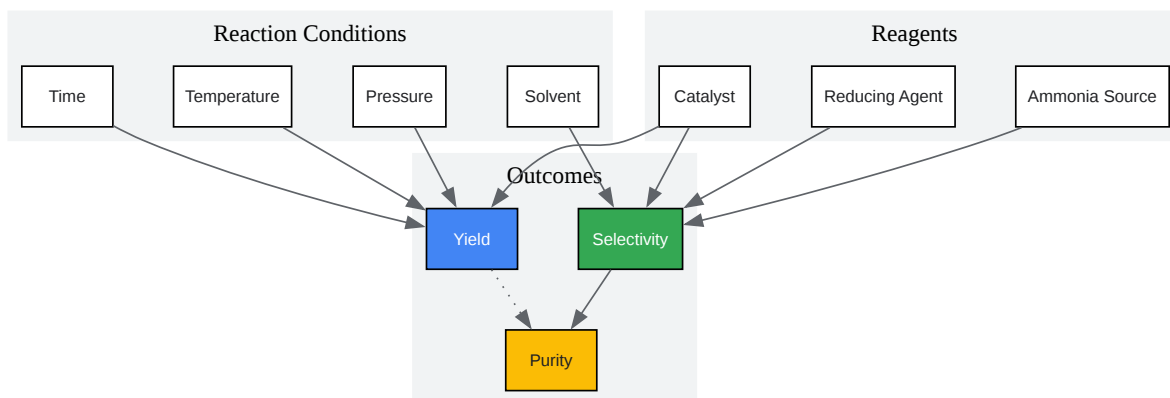 Reaction Conditions
Reagents
Time
Temperature
Pressure
Solvent
Catalyst
Reducing Agent
Ammonia Source
Outcomes
Yield
Selectivity
Purity